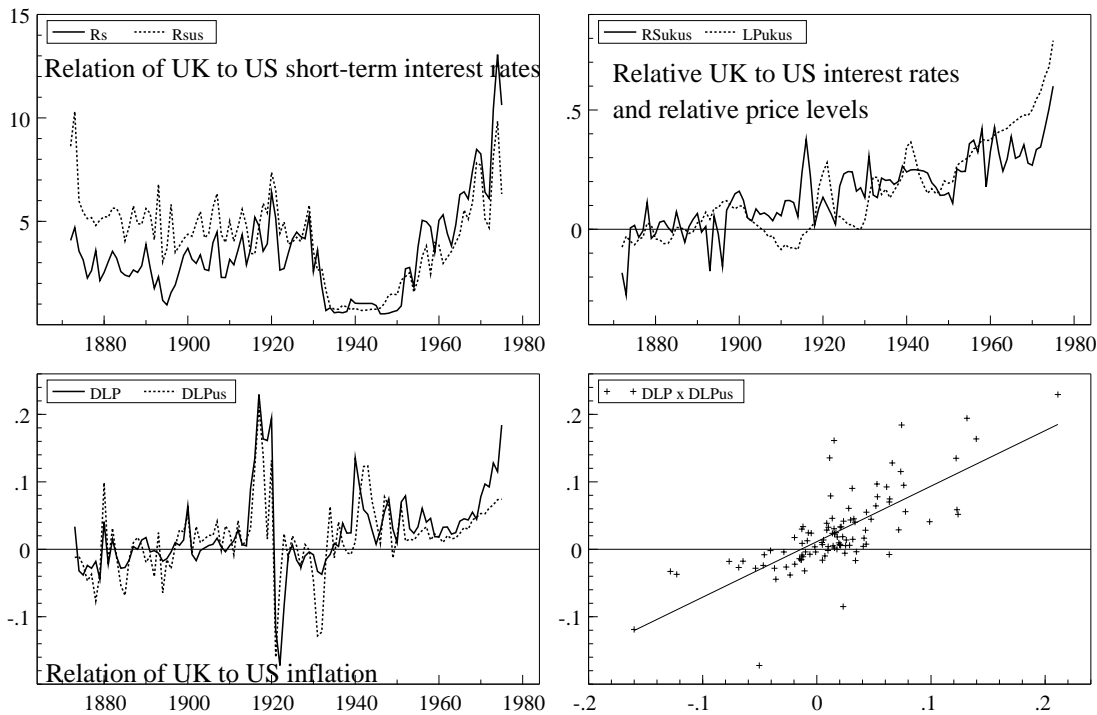 15
10
5
Rs Rsus
Relation of UK to US short-term interest rates
1880 1900 1920 1940 1960 1980
.5
0
RSukus LPukus
Relative UK to US interest rates
and relative price levels
1880 1900 1920 1940 1960 1980
.2
.1
0
-.1
DLP DLPus
Relation of UK to US inflation
1880 1900 1920 1940 1960 1980
.2
.1
0
-.1
DLP x DLPus
-.2 -.1 0 .1 .2